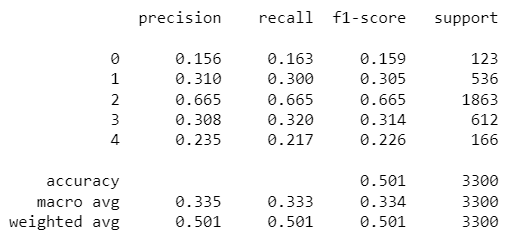 precision recall f1-score support
0 0.156 0.163 0.159 123
1 0.310 0.300 0.305 536
2 0.665 0.665 0.665 1863
3 0.308 0.320 0.314 612
4 0.235 0.217 0.226 166
accuracy 0.501 3300
macro avg 0.335 0.333 0.334 3300
weighted avg 0.501 0.501 0.501 3300